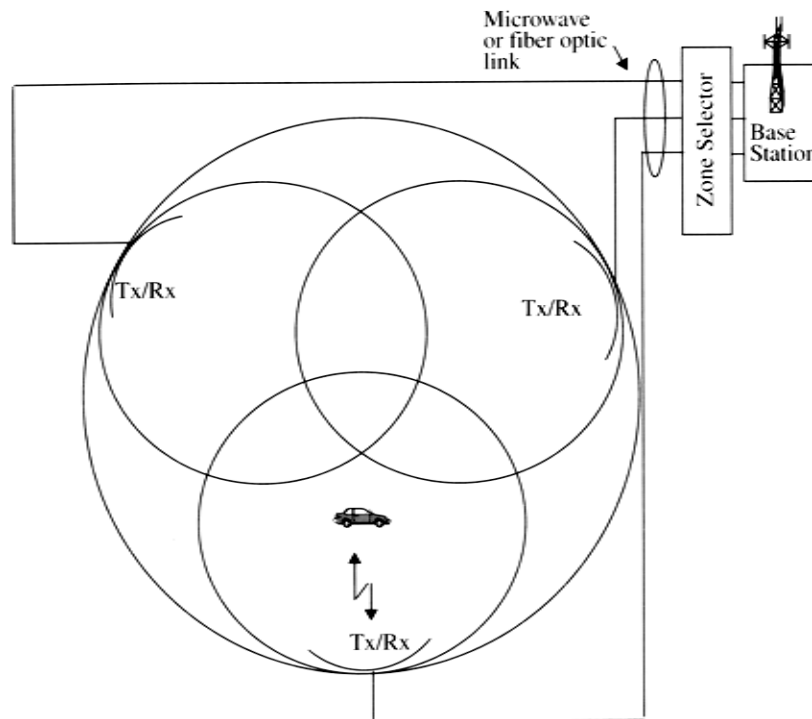 Microwave
or fiber optic
link
Zone Selector
Base
Station
Tx/Rx
Tx/Rx
Tx/Rx